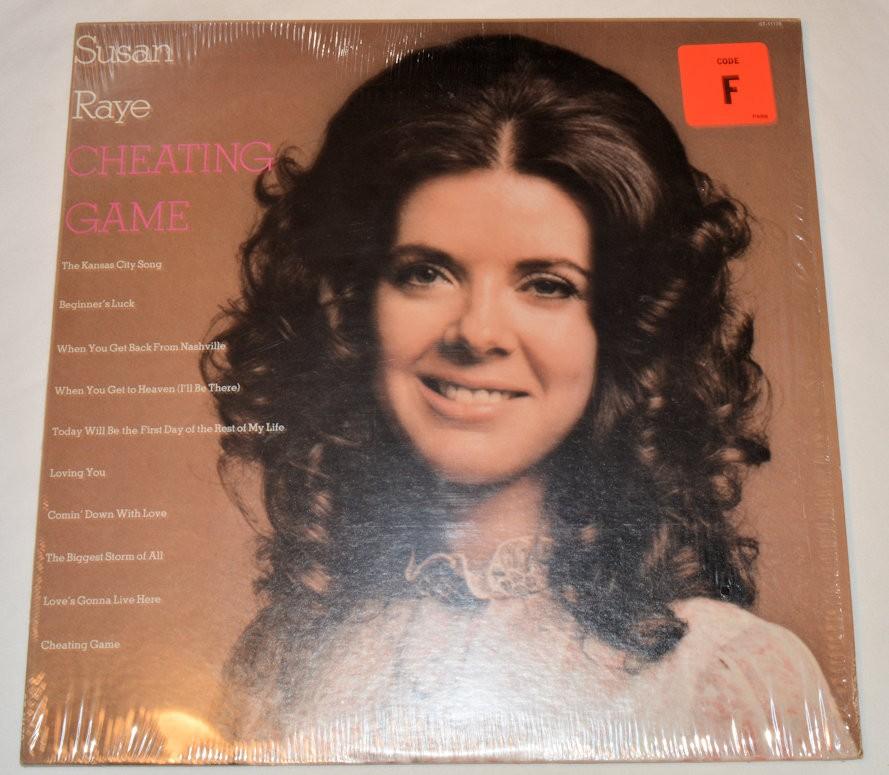 Susan
Raye
CHEATING
GAME
The Kansas City Song
Beginner's Luck
When You Get Back From Nashville
When You Get to Heaven (I'll Be There)
Today Will Be the First Day of the Rest of My Life
Loving You
Comin' Down With Love
The Biggest Storm of All
Love's Gonna Live Here
Cheating Game
CODE
F